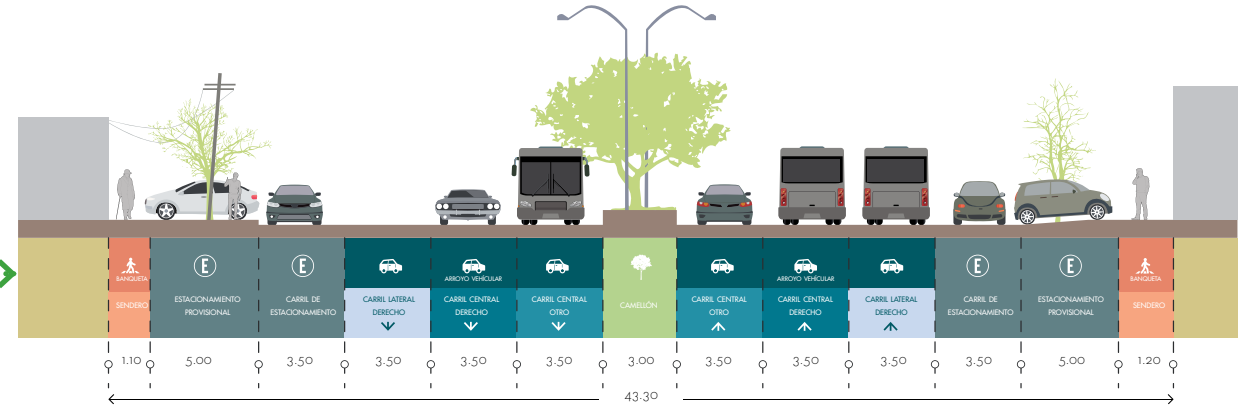 BANQUETA
SENDERO
E
ESTACIONAMIENTO
PROVISIONAL
E
CARRIL DE
ESTACIONAMIENTO
CARRIL LATERAL
DERECHO
ARROYO VEHÍCULAR
CARRIL CENTRAL
DERECHO
CARRIL CENTRAL
OTRO
CAMELLÓN
CARRIL CENTRAL
OTRO
ARROYO VEHÍCULAR
CARRIL CENTRAL
DERECHO
CARRIL LATERAL
DERECHO
E
CARRIL DE
ESTACIONAMIENTO
E
ESTACIONAMIENTO
PROVISIONAL
BANQUETA
SENDERO
1.10 5.00 3.50 3.50 3.50 3.50 3.00 3.50 3.50 3.50 3.50 5.00 1.20
43.30